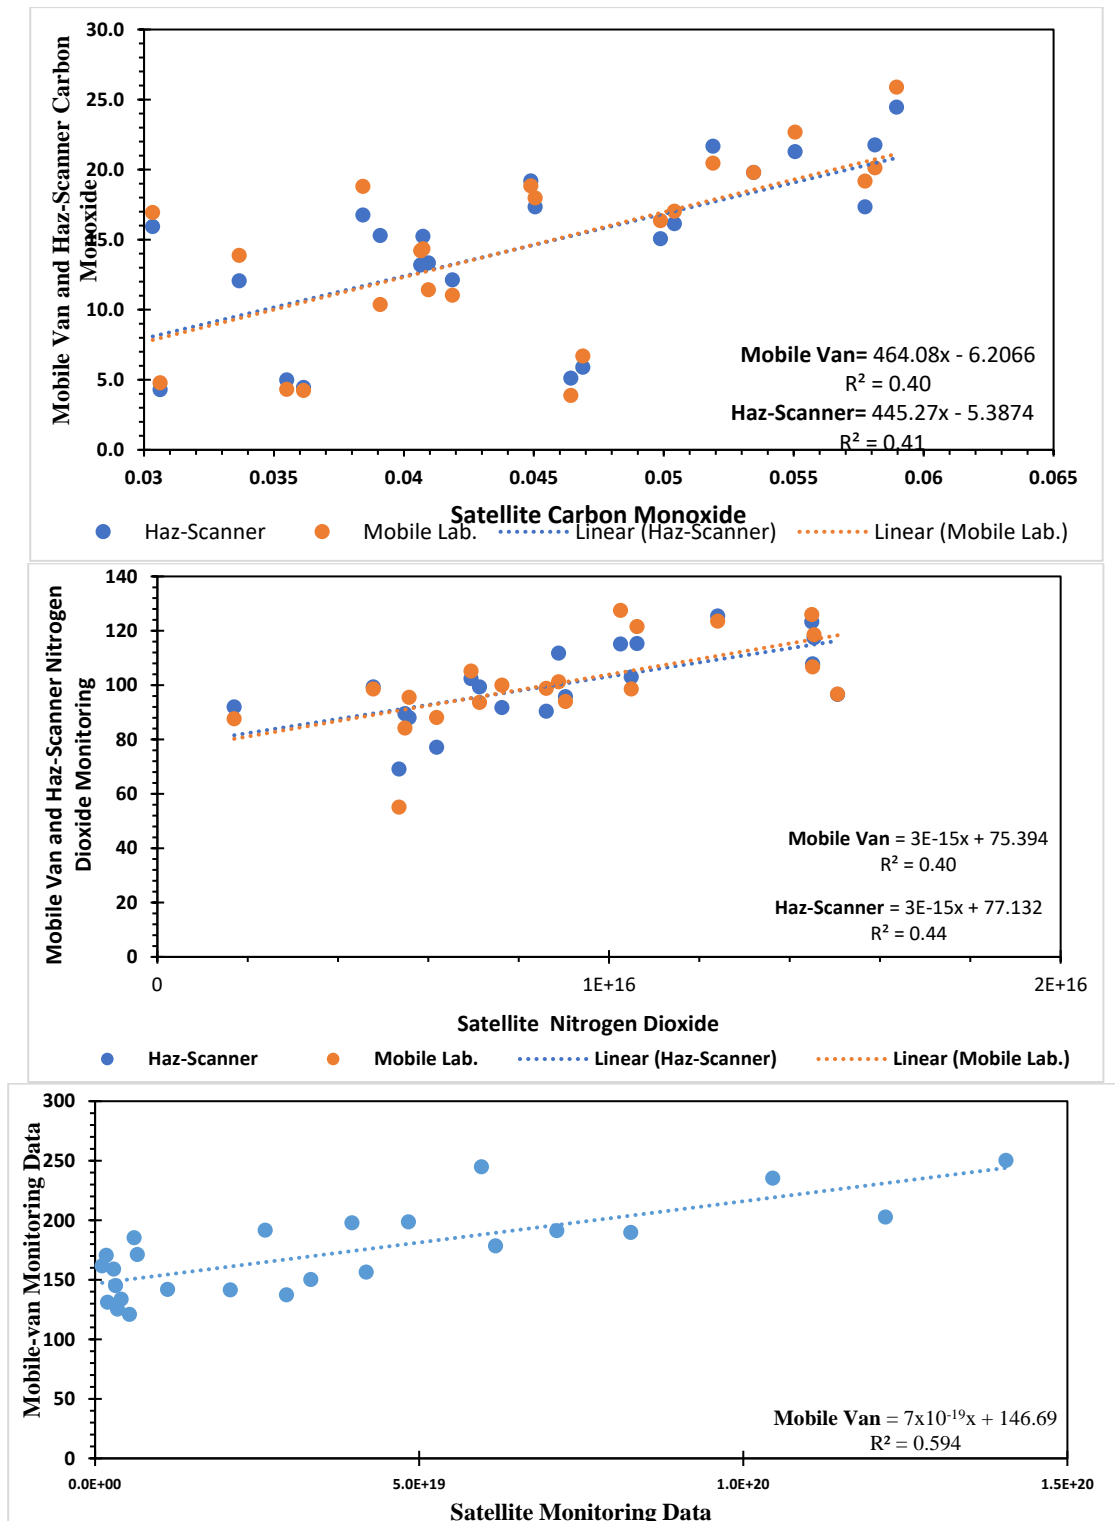 Mobile Van and Haz-Scanner Carbon
Monoxide
30.0
25.0
20.0
15.0
10.0
5.0
0.0
Mobile Van= 464.08x - 6.2066
R² = 0.40
Haz-Scanner= 445.27x - 5.3874
R² = 0.41
0.03 0.035 0.04 0.045 0.05 0.055 0.06 0.065
Satellite Carbon Monoxide
Haz-Scanner Mobile Lab. Linear (Haz-Scanner) Linear (Mobile Lab.)
Mobile Van and Haz-Scanner Nitrogen
Dioxide Monitoring
140
120
100
80
60
40
20
0
Mobile Van = 3E-15x + 75.394
R² = 0.40
Haz-Scanner = 3E-15x + 77.132
R² = 0.44
0 1E+16 2E+16
Satellite Nitrogen Dioxide
Haz-Scanner Mobile Lab. Linear (Haz-Scanner) Linear (Mobile Lab.)
Mobile-van Monitoring Data
300
250
200
150
100
50
0
Mobile Van = 7x10⁻¹⁹x + 146.69
R² = 0.594
0.0E+00 5.0E+19 1.0E+20 1.5E+20
Satellite Monitoring Data